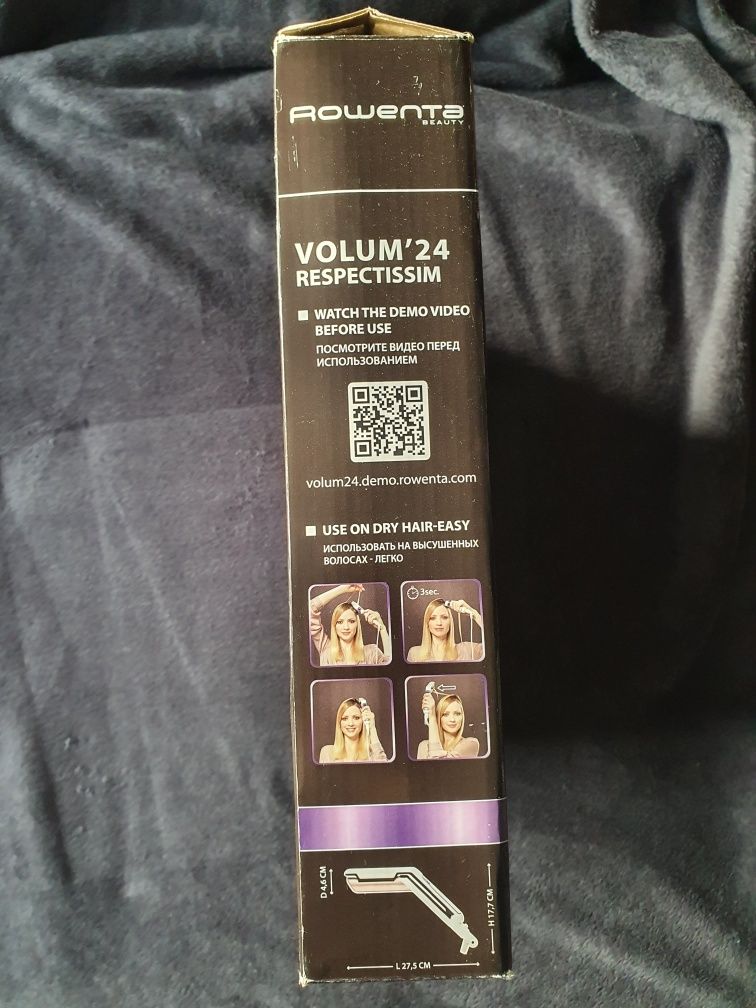 Rowenta
BEAUTY
VOLUM'24
RESPECTISSIM
WATCH THE DEMO VIDEO
BEFORE USE
ПОСМОТРИТЕ ВИДЕО ПЕРЕД
ИСПОЛЬЗОВАНИЕМ
volum24.demo.rowenta.com
USE ON DRY HAIR-EASY
ИСПОЛЬЗОВАТЬ НА ВЫСУШЕННЫХ
ВОЛОСАХ - ЛЕГКО
3sec.
D 4,6 CM
H 17,7 CM
L 27,5 CM